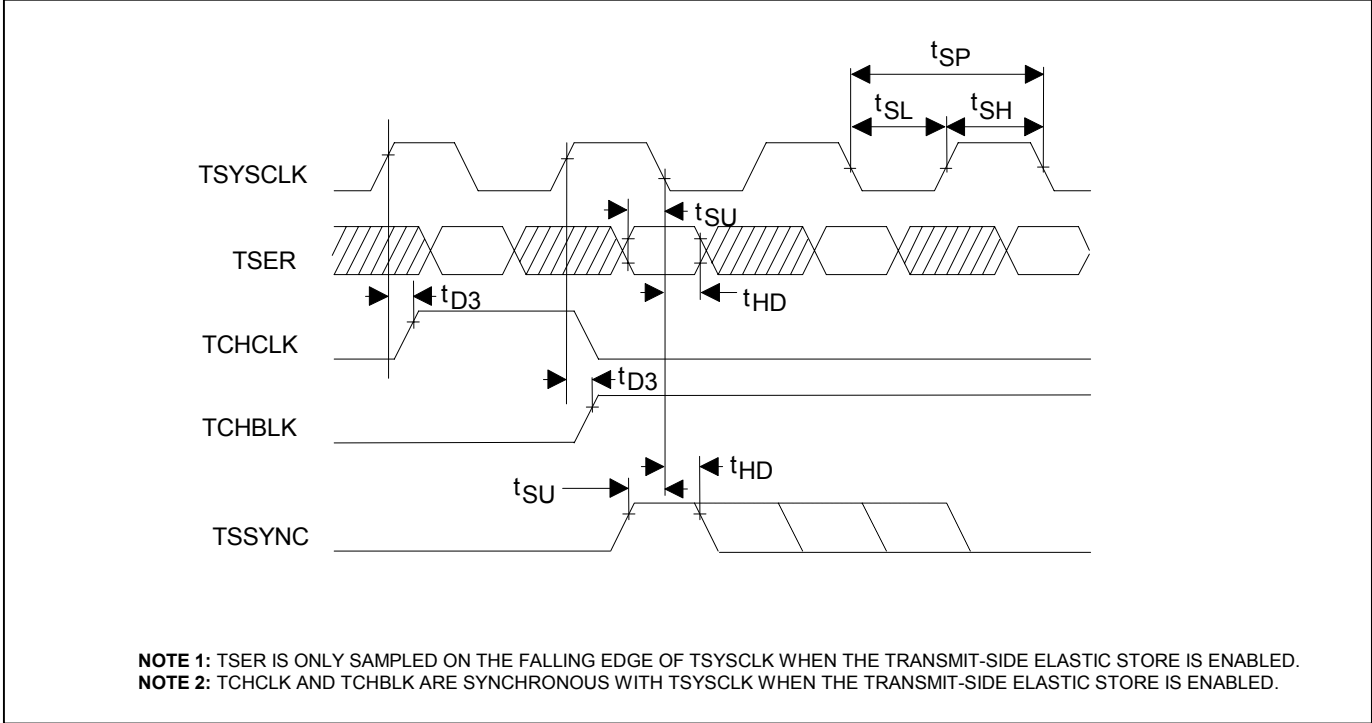 tSP
tSL tSH
TSYSCLK
tSU
TSER
tD3 tHD
TCHCLK
tD3
TCHBLK
tHD
tSU
TSSYNC
NOTE 1: TSER IS ONLY SAMPLED ON THE FALLING EDGE OF TSYSCLK WHEN THE TRANSMIT-SIDE ELASTIC STORE IS ENABLED.
NOTE 2: TCHCLK AND TCHBLK ARE SYNCHRONOUS WITH TSYSCLK WHEN THE TRANSMIT-SIDE ELASTIC STORE IS ENABLED.